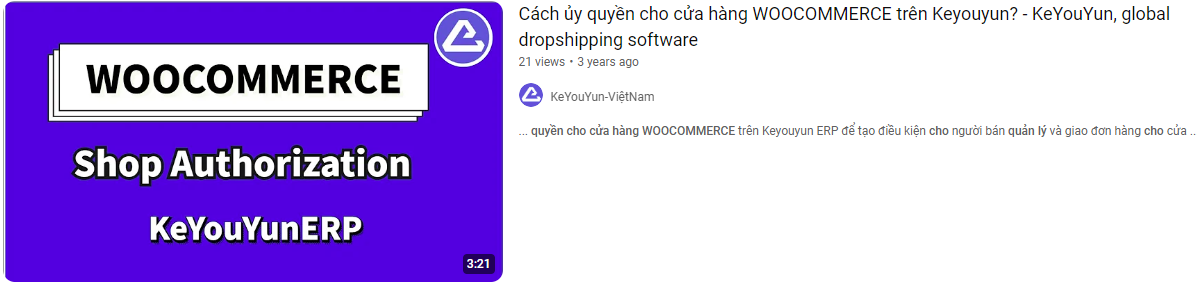 WOOCOMMERCE
Shop Authorization
KeYouYunERP
3:21
Cách ủy quyền cho cửa hàng WOOCOMMERCE trên Keyouyun? - KeYouYun, global
dropshipping software
21 views • 3 years ago
KeYouYun-ViệtNam
... quyền cho cửa hàng WOOCOMMERCE trên Keyouyun ERP để tạo điều kiện cho người bán quản lý và giao đơn hàng cho cửa ..